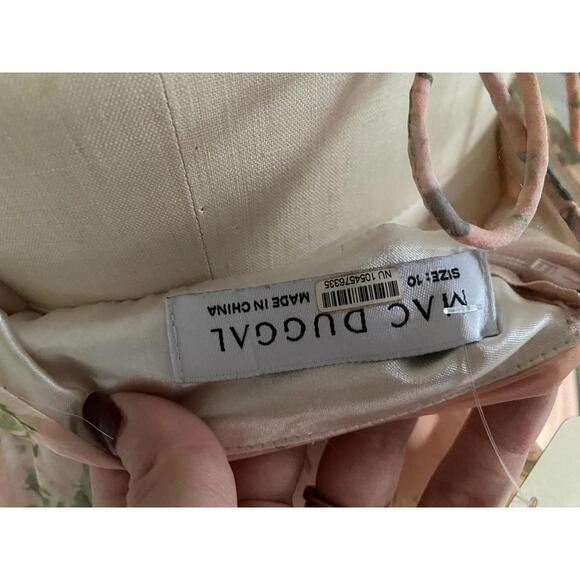 MAC DUGGAL
SIZE: 10
MADE IN CHINA
NU 1054576335